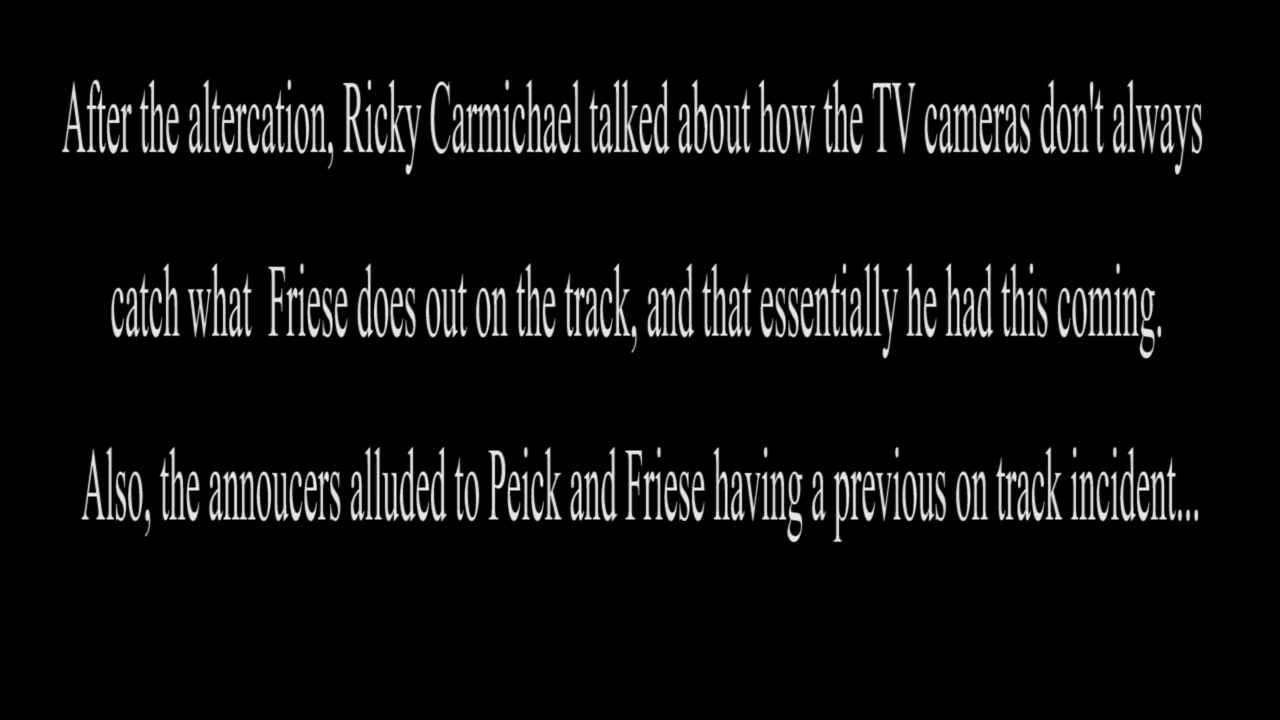 After the altercation, Ricky Carmichael talked about how the TV cameras don't always
catch what  Friese does out on the track, and that essentially he had this coming.
Also, the annoucers alluded to Peick and Friese having a previous on track incident...